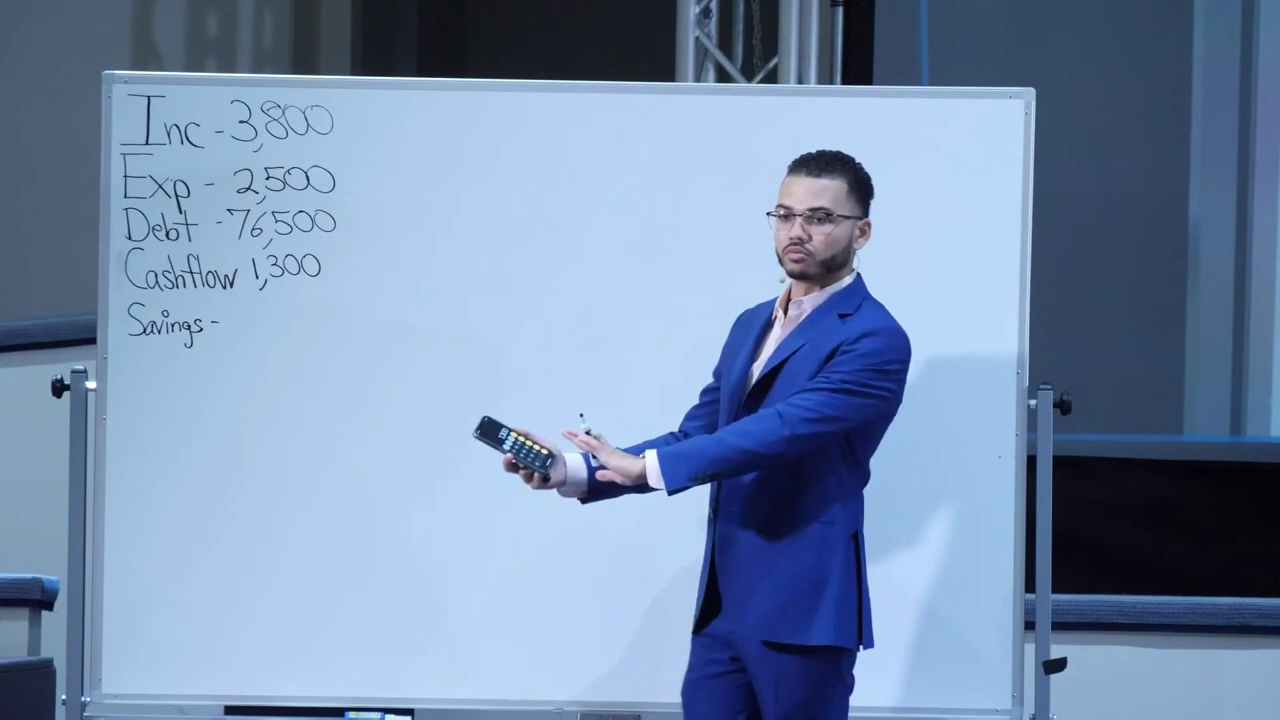 Inc - 3,800
Exp - 2,500
Debt - 76,500
Cashflow 1,300
Savings -